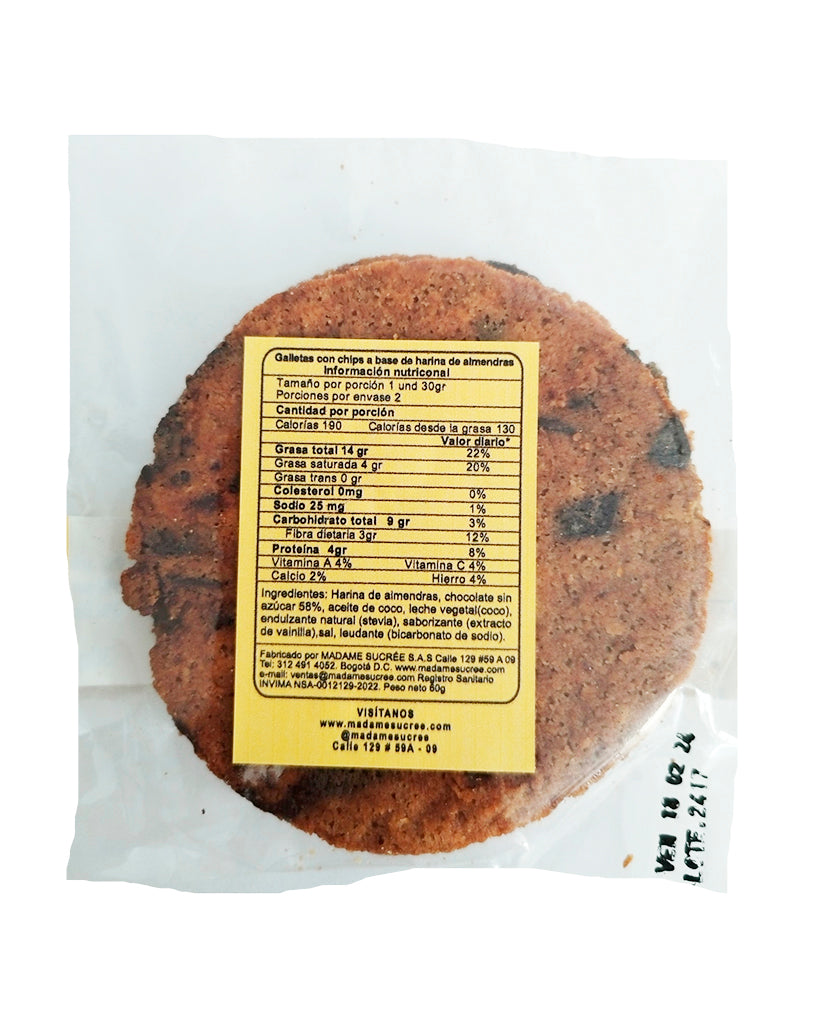 Galletas con chips a base de harina de almendras
Información nutriconal
Tamaño por porción 1 und 30gr
Porciones por envase 2
Cantidad por porción
Calorías 190 Calorías desde la grasa 130
Valor diario*
Grasa total 14 gr 22%
Grasa saturada 4 gr 20%
Grasa trans 0 gr
Colesterol 0mg 0%
Sodio 25 mg 1%
Carbohidrato total 9 gr 3%
Fibra dietaria 3gr 12%
Proteína 4gr 8%
Vitamina A 4% Vitamina C 4%
Calcio 2% Hierro 4%
Ingredientes: Harina de almendras, chocolate sin
azúcar 58%, aceite de coco, leche vegetal(coco),
endulzante natural (stevia), saborizante (extracto
de vainilla),sal, leudante (bicarbonato de sodio).
Fabricado por MADAME SUCRÉE S.A.S Calle 129 #59 A 09
Tel: 312 491 4052. Bogotá D.C. www.madamesucree.com
e-mail: ventas@madamesucree.com Registro Sanitario
INVIMA NSA-0012129-2022. Peso neto 60g
VISÍTANOS
www.madamesucree.com
@madamesucree
Calle 129 # 59A - 09
VEN 18 02 24
LOTE.2417